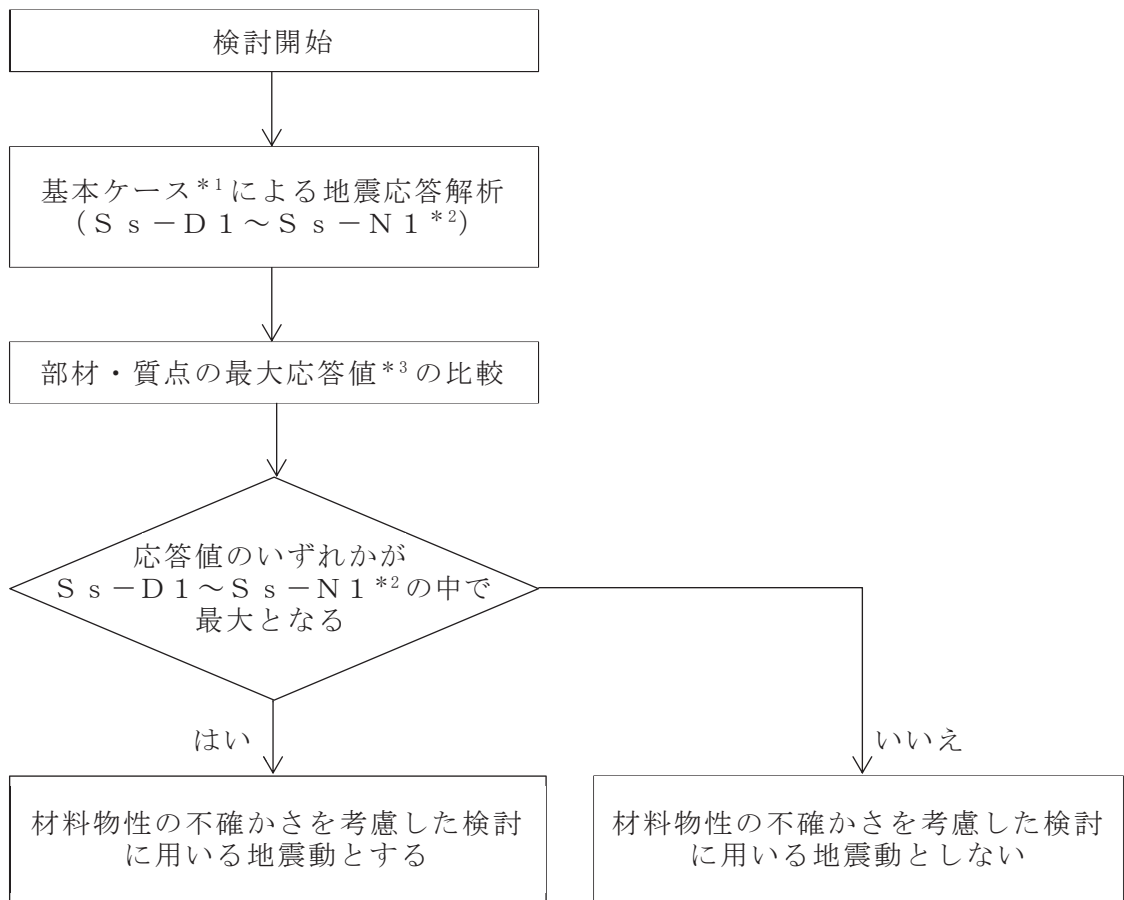 検討開始
基本ケース*1による地震応答解析
(Ss-D1~Ss-N1*2)
部材・質点の最大応答値*3の比較
応答値のいずれかが
Ss-D1~Ss-N1*2の中で
最大となる
はい
いいえ
材料物性の不確かさを考慮した検討
に用いる地震動とする
材料物性の不確かさを考慮した検討
に用いる地震動としない